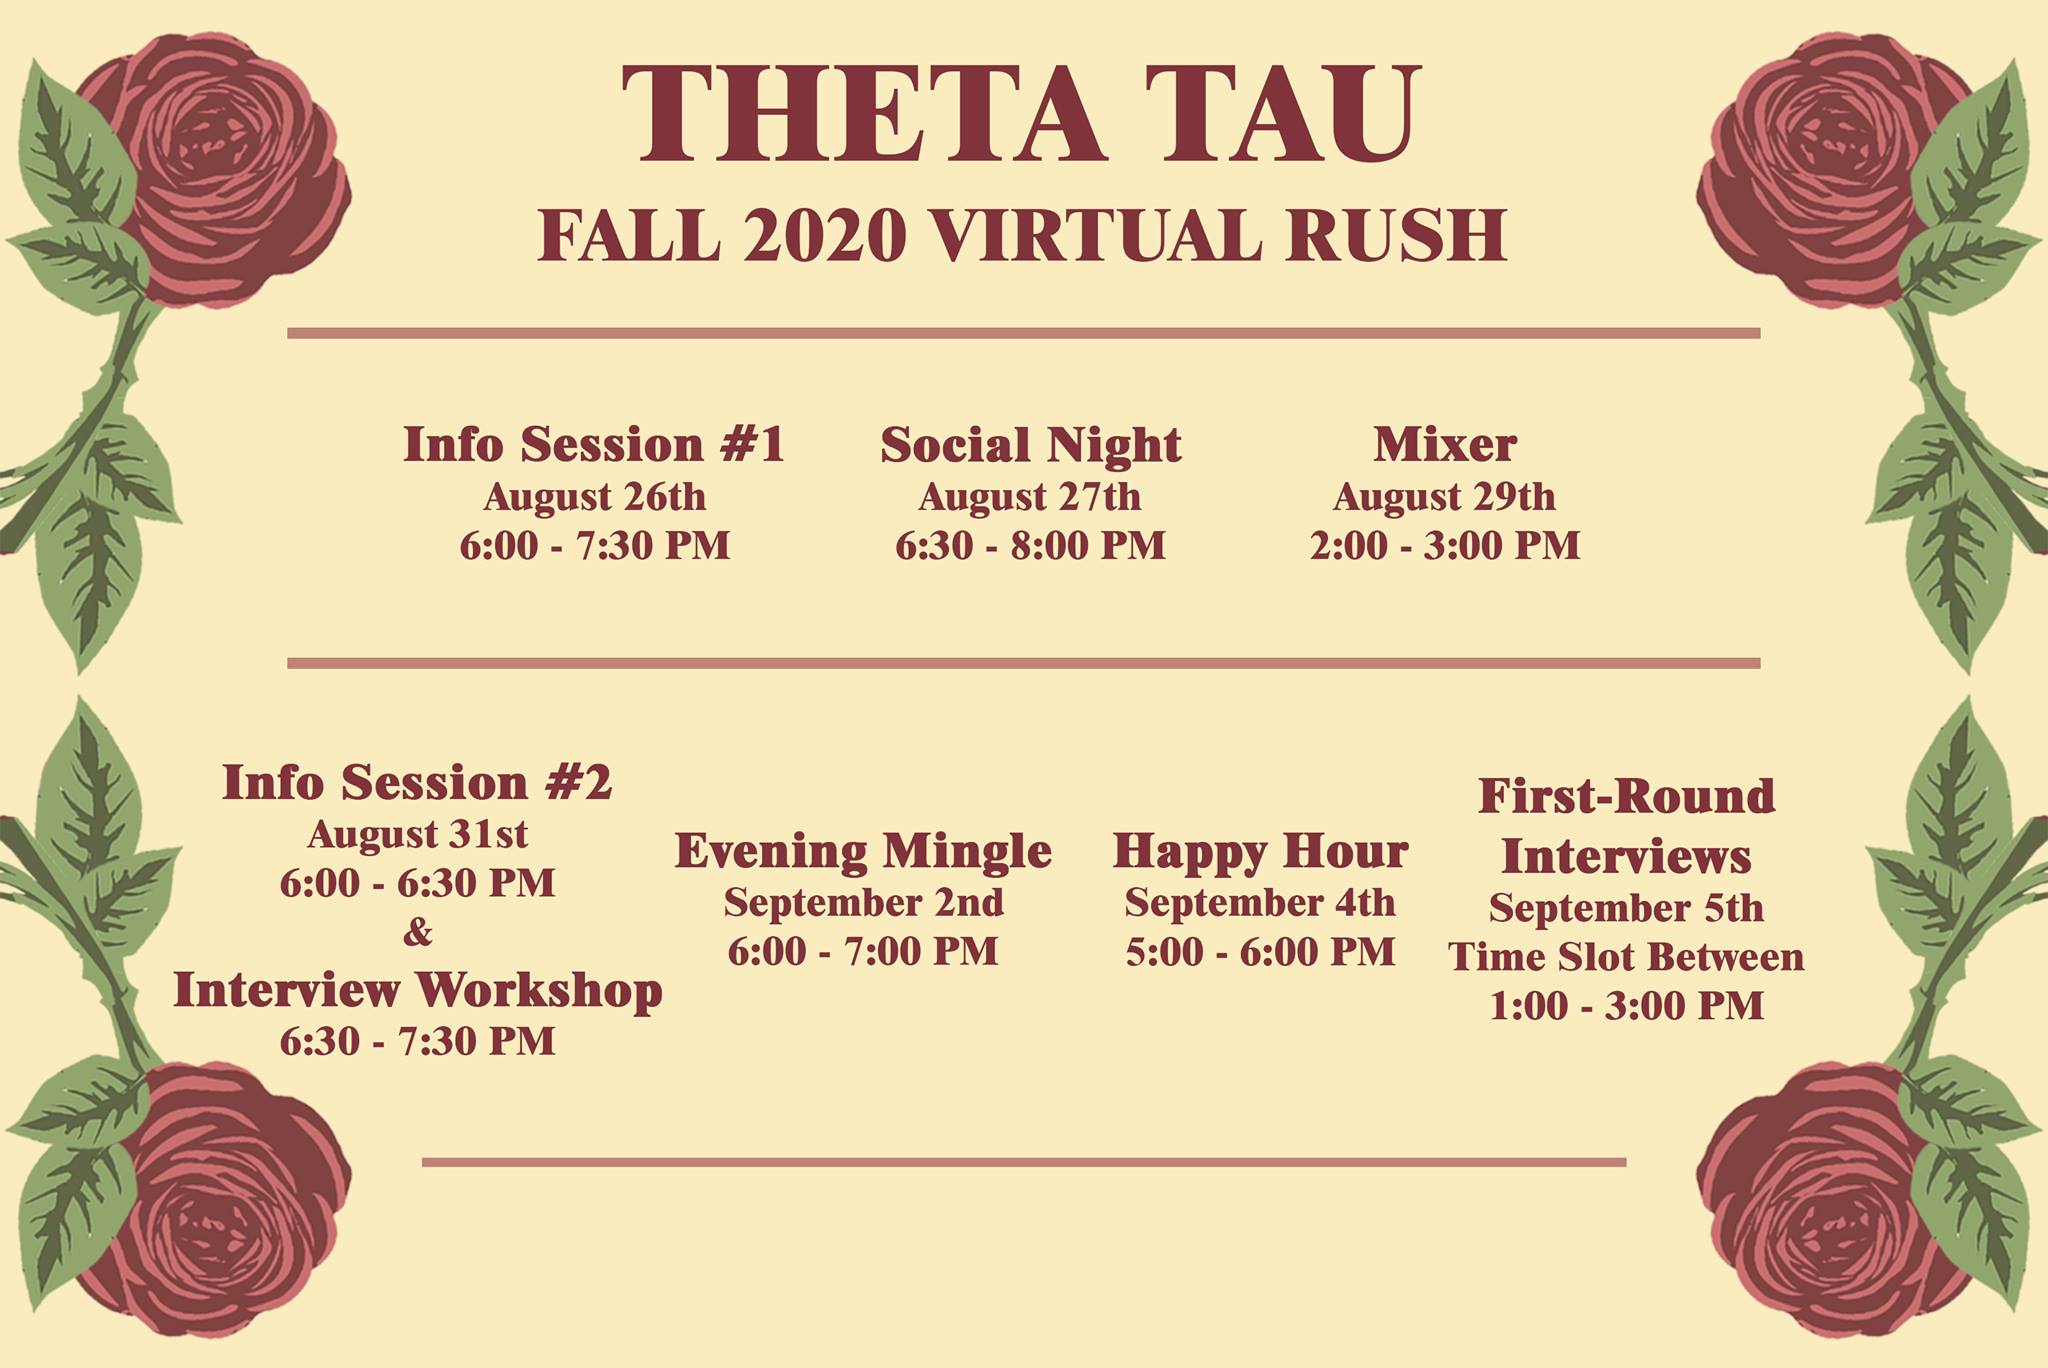 THETA TAU
FALL 2020 VIRTUAL RUSH
Info Session #1
August 26th
6:00 - 7:30 PM
Social Night
August 27th
6:30 - 8:00 PM
Mixer
August 29th
2:00 - 3:00 PM
Info Session #2
August 31st
6:00 - 6:30 PM
&
Interview Workshop
6:30 - 7:30 PM
Evening Mingle
September 2nd
6:00 - 7:00 PM
Happy Hour
September 4th
5:00 - 6:00 PM
First-Round
Interviews
September 5th
Time Slot Between
1:00 - 3:00 PM